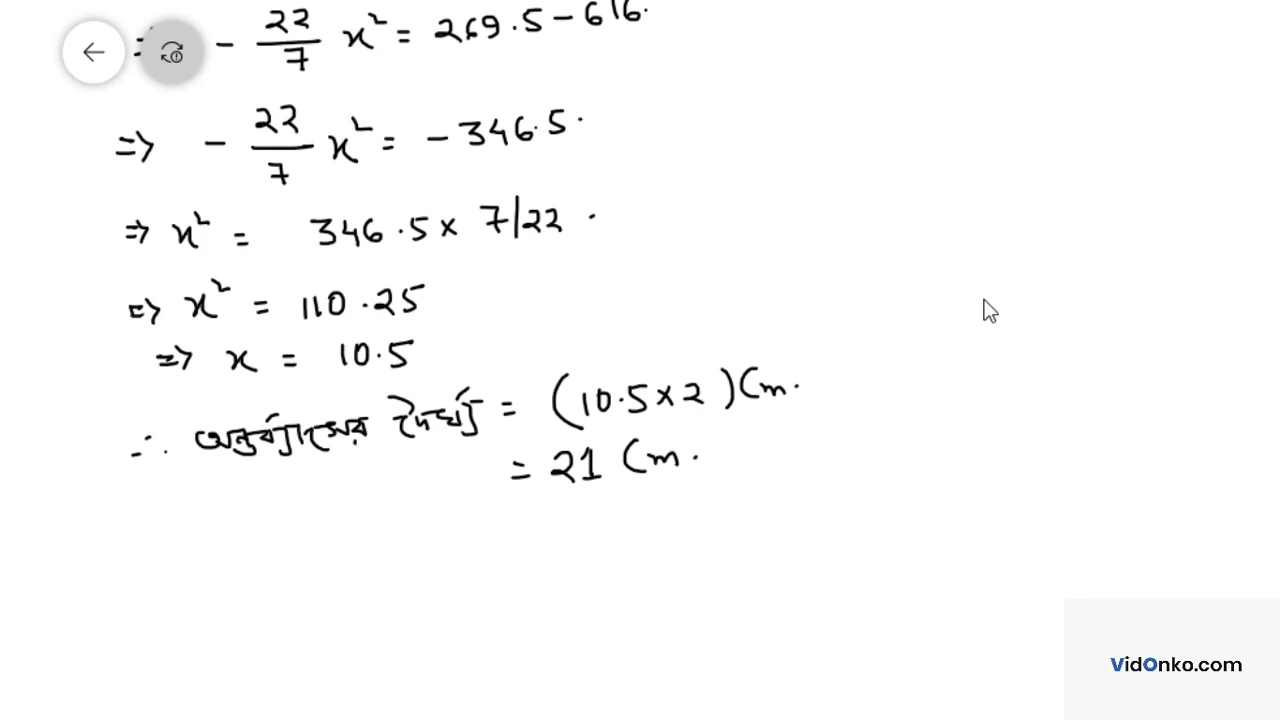 - 22/7 x² = 269.5 - 616.
=> - 22/7 x² = - 346.5.
=> x² = 346.5 × 7/22 .
=> x² = 110.25
=> x = 10.5
∴ অন্তর্ব্যাসের দৈর্ঘ্য = (10.5 × 2) Cm.
= 21 Cm.
VidOnko.com